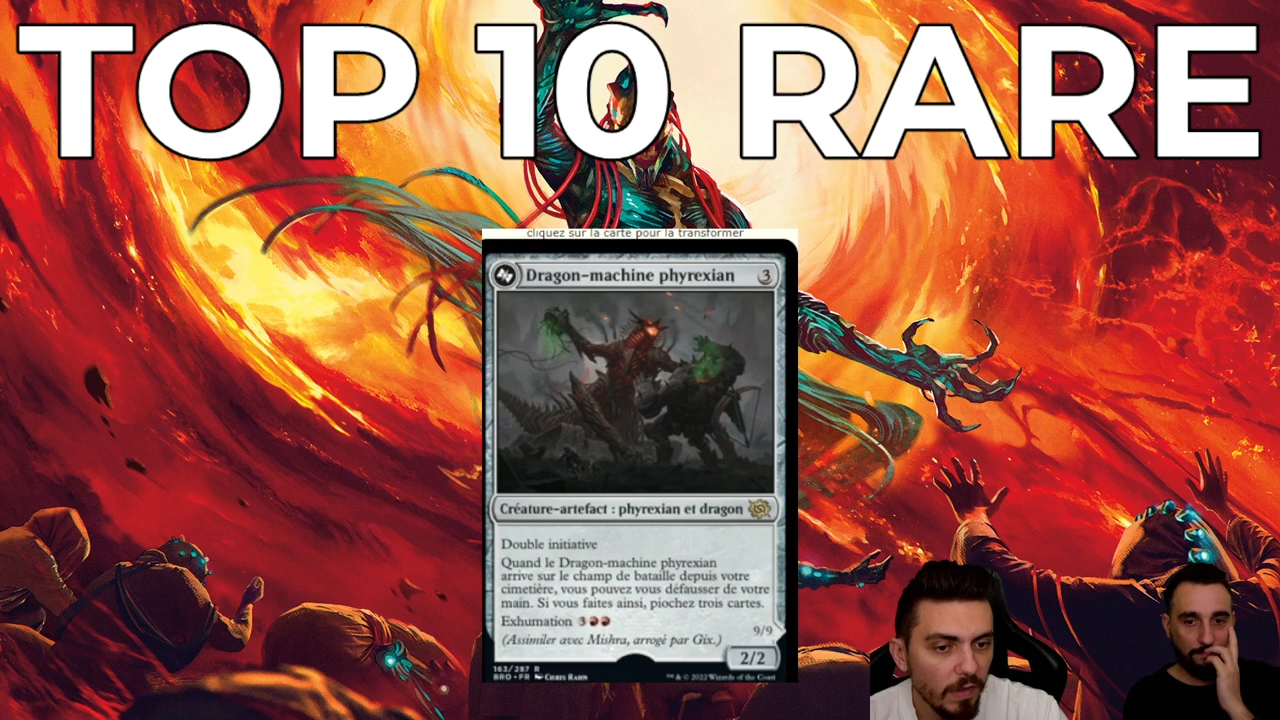 TOP 10 RARE
cliquez sur la carte pour la transformer
Dragon-machine phyrexian 3
Créature-artefact : phyrexian et dragon
Double initiative
Quand le Dragon-machine phyrexian
arrive sur le champ de bataille depuis votre
cimetière, vous pouvez vous défausser de votre
main. Si vous faites ainsi, piochez trois cartes.
Exhumation 3
9/9
(Assimiler avec Mishra, arrogé par Gix.)
2/2
163/287 R
BRO • FR Chris Rahn ™ & © 2022 Wizards of the Coast